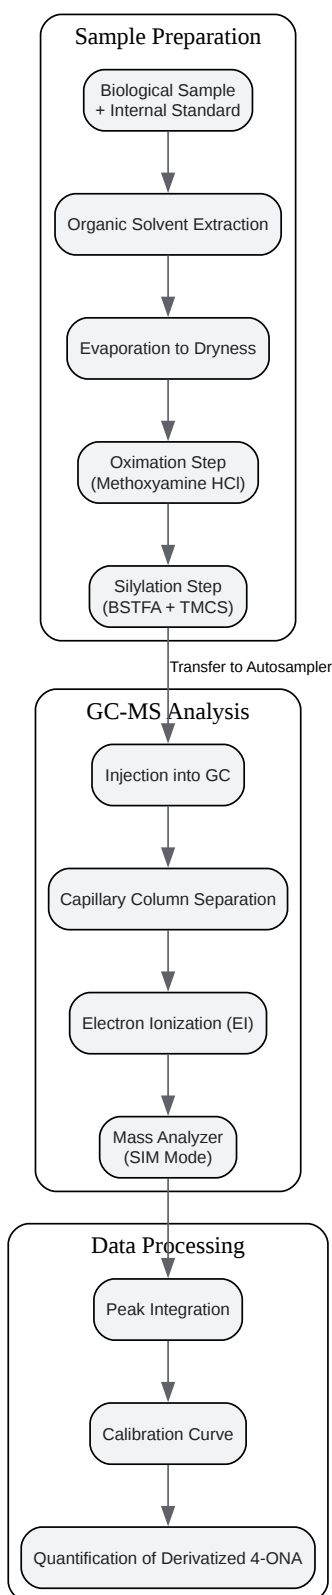 Sample Preparation
Biological Sample
+ Internal Standard
Organic Solvent Extraction
Evaporation to Dryness
Oximation Step
(Methoxyamine HCl)
Silylation Step
(BSTFA + TMCS)
Transfer to Autosampler
GC-MS Analysis
Injection into GC
Capillary Column Separation
Electron Ionization (EI)
Mass Analyzer
(SIM Mode)
Data Processing
Peak Integration
Calibration Curve
Quantification of Derivatized 4-ONA